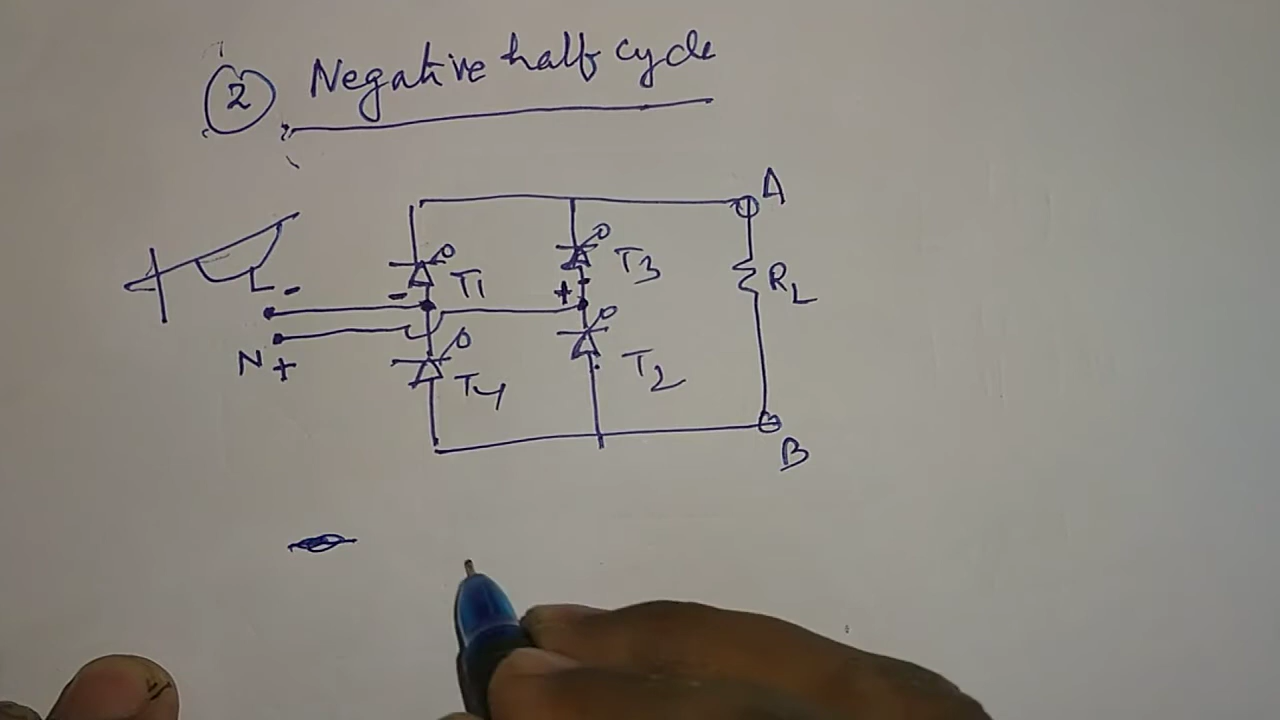 2 Negative half cycle
A
T1
T3
RL
L -
-
+
N +
T4
T2
B